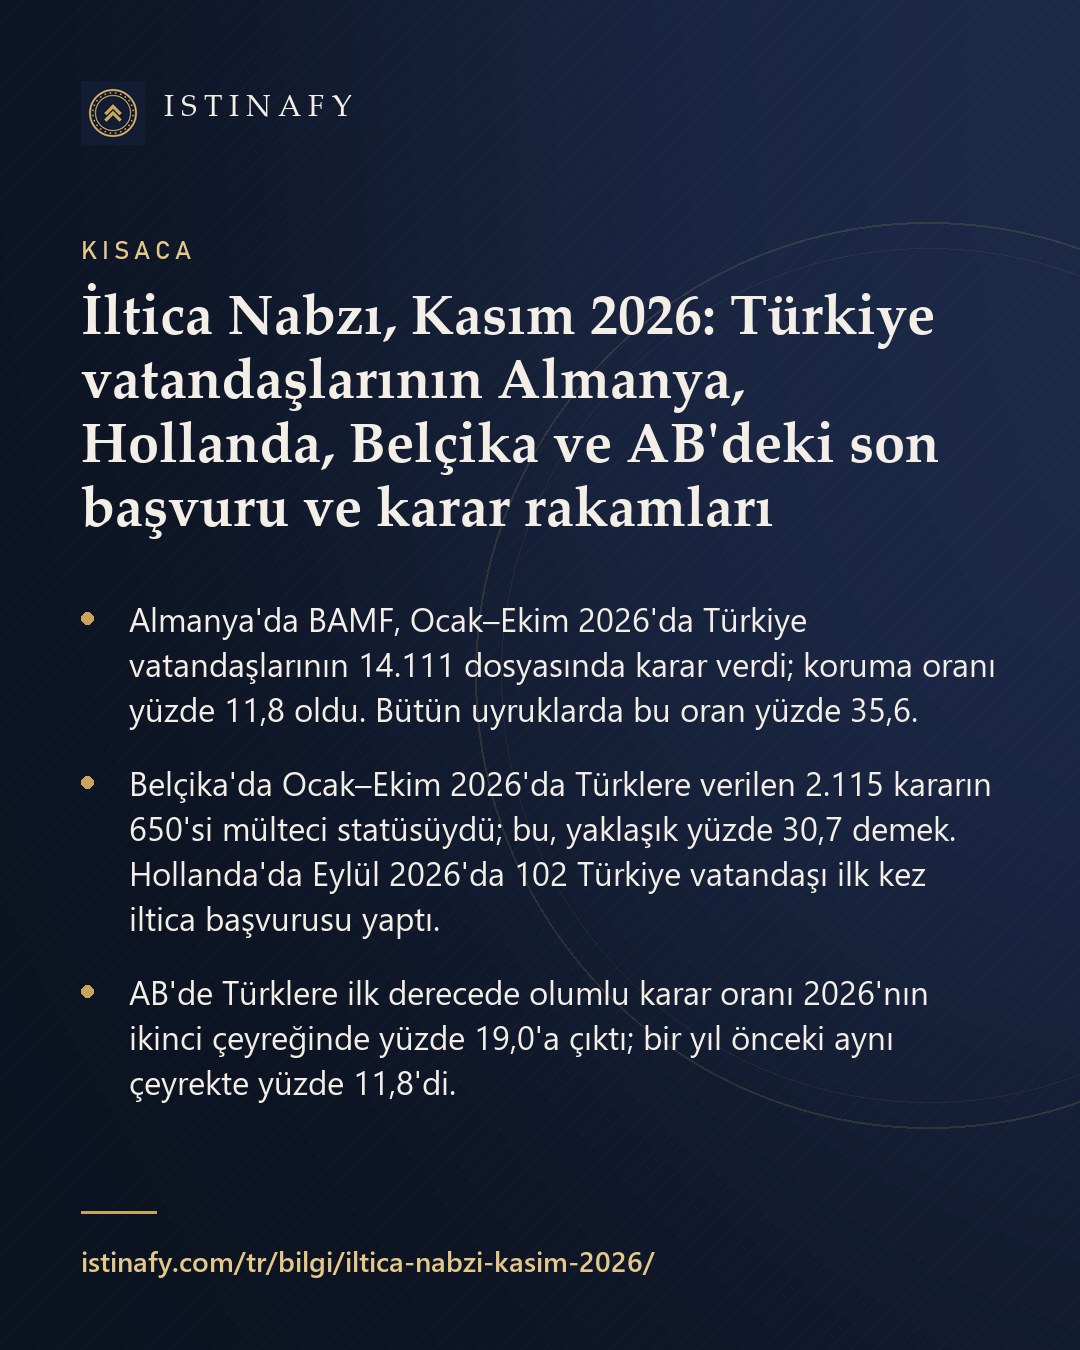 ISTINAFY
KISACA
İltica Nabzı, Kasım 2026: Türkiye
vatandaşlarının Almanya,
Hollanda, Belçika ve AB'deki son
başvuru ve karar rakamları
Almanya'da BAMF, Ocak–Ekim 2026'da Türkiye
vatandaşlarının 14.111 dosyasında karar verdi; koruma oranı
yüzde 11,8 oldu. Bütün uyruklarda bu oran yüzde 35,6.
Belçika'da Ocak–Ekim 2026'da Türklere verilen 2.115 kararın
650'si mülteci statüsüydü; bu, yaklaşık yüzde 30,7 demek.
Hollanda'da Eylül 2026'da 102 Türkiye vatandaşı ilk kez
iltica başvurusu yaptı.
AB'de Türklere ilk derecede olumlu karar oranı 2026'nın
ikinci çeyreğinde yüzde 19,0'a çıktı; bir yıl önceki aynı
çeyrekte yüzde 11,8'di.
istinafy.com/tr/bilgi/iltica-nabzi-kasim-2026/